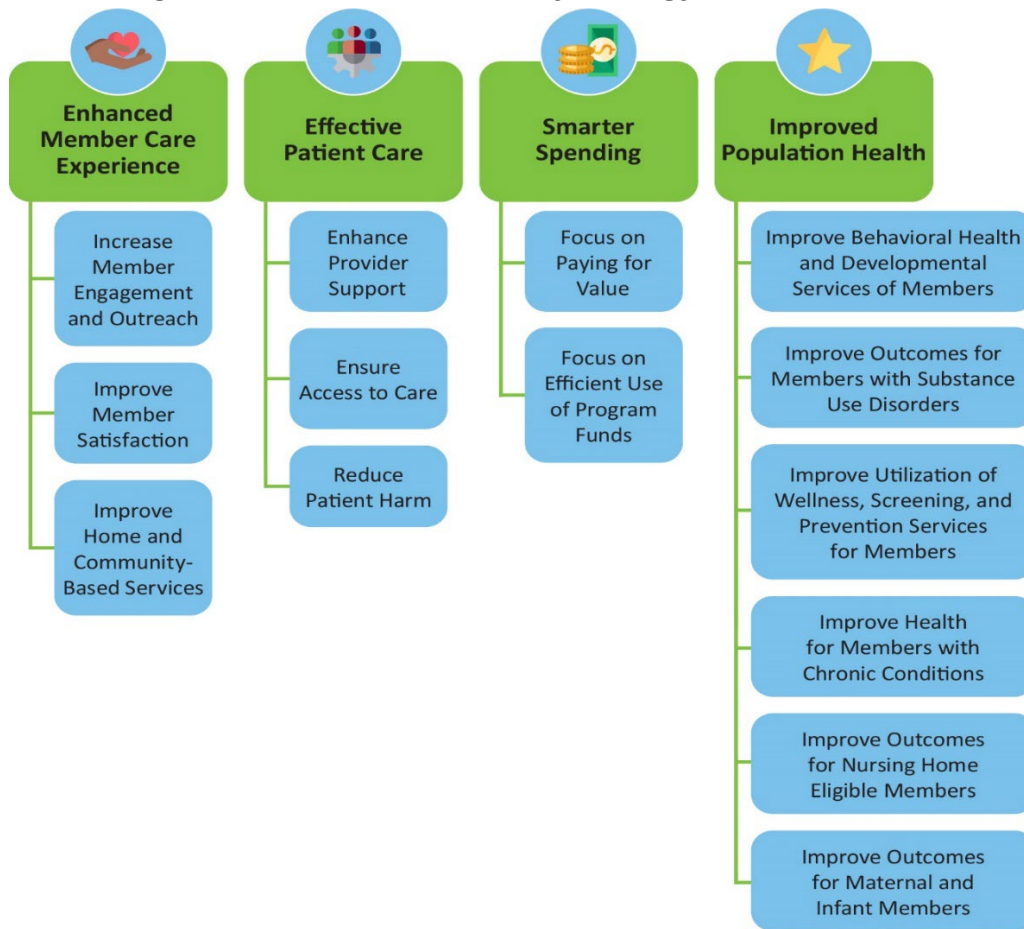 Enhanced
Member Care
Experience
Increase
Member
Engagement
and Outreach
Improve
Member
Satisfaction
Improve
Home and
Community-
Based Services
Effective
Patient Care
Enhance
Provider
Support
Ensure
Access to Care
Reduce
Patient Harm
Smarter
Spending
Focus on
Paying for
Value
Focus on
Efficient Use
of Program
Funds
Improved
Population Health
Improve Behavioral Health
and Developmental
Services of Members
Improve Outcomes for
Members with Substance
Use Disorders
Improve Utilization of
Wellness, Screening, and
Prevention Services
for Members
Improve Health
for Members with
Chronic Conditions
Improve Outcomes
for Nursing Home
Eligible Members
Improve Outcomes
for Maternal and
Infant Members